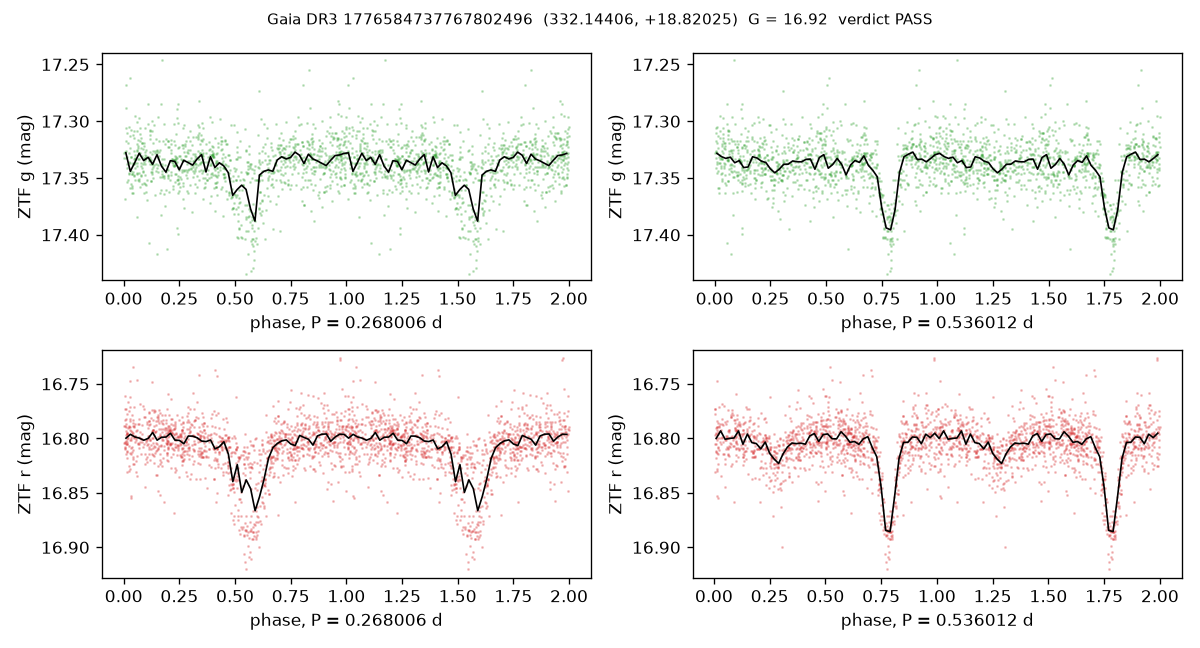 Gaia DR3 1776584737767802496  (332.14406, +18.82025)  G = 16.92  verdict PASS
ZTF g (mag)
17.25
17.30
17.35
17.40
0.00 0.25 0.50 0.75 1.00 1.25 1.50 1.75 2.00
phase, P = 0.268006 d
ZTF g (mag)
17.25
17.30
17.35
17.40
0.00 0.25 0.50 0.75 1.00 1.25 1.50 1.75 2.00
phase, P = 0.536012 d
ZTF r (mag)
16.75
16.80
16.85
16.90
0.00 0.25 0.50 0.75 1.00 1.25 1.50 1.75 2.00
phase, P = 0.268006 d
ZTF r (mag)
16.75
16.80
16.85
16.90
0.00 0.25 0.50 0.75 1.00 1.25 1.50 1.75 2.00
phase, P = 0.536012 d